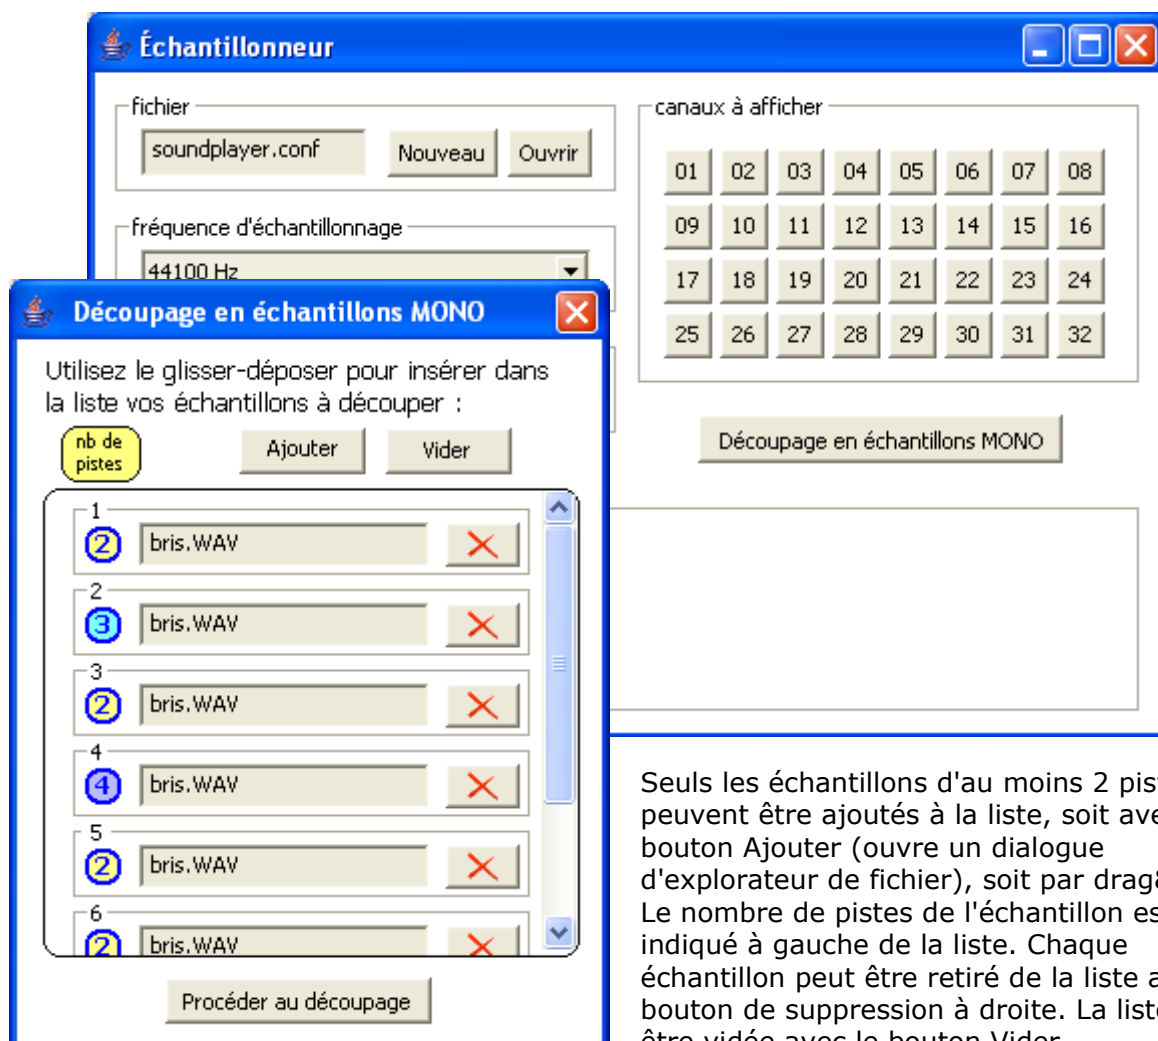 Échantillonneur
fichier
soundplayer.conf
Nouveau
Ouvrir
fréquence d'échantillonnage
44100 Hz
canaux à afficher
01 02 03 04 05 06 07 08
09 10 11 12 13 14 15 16
17 18 19 20 21 22 23 24
25 26 27 28 29 30 31 32
Découpage en échantillons MONO
Découpage en échantillons MONO
Utilisez le glisser-déposer pour insérer dans
la liste vos échantillons à découper :
nb de
pistes
Ajouter
Vider
1
2 bris.WAV
2
3 bris.WAV
3
2 bris.WAV
4
4 bris.WAV
5
2 bris.WAV
6
2 bris.WAV
Procéder au découpage
Seuls les échantillons d'au moins 2
peuvent être ajoutés à la liste, soit
bouton Ajouter (ouvre un dialogue
d'explorateur de fichier), soit par
Le nombre de pistes de l'échantillon
indiqué à gauche de la liste. Chaque
échantillon peut être retiré de la liste
bouton de suppression à droite. La
être vidée avec le bouton Vider